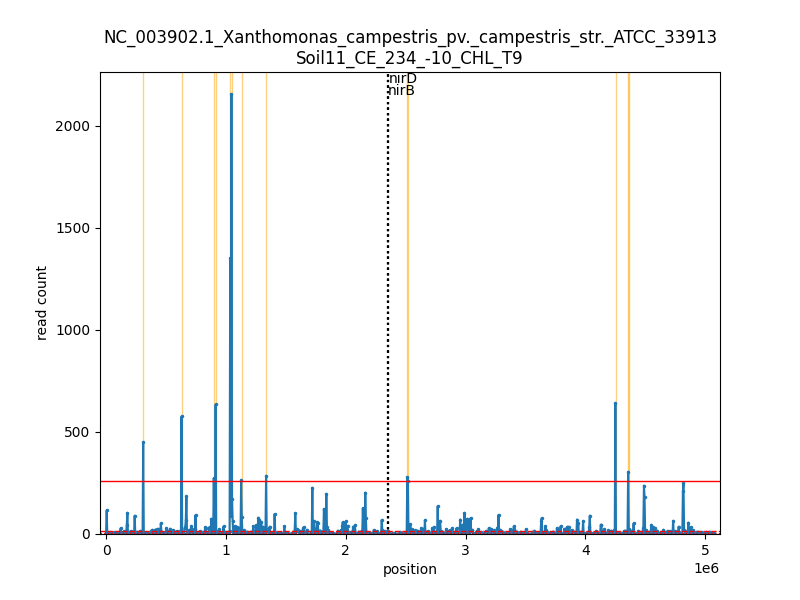 NC_003902.1_Xanthomonas_campestris_pv._campestris_str._ATCC_33913
Soil11_CE_234_-10_CHL_T9
nirD
nirB
2000
1500
1000
500
0
read count
0 1 2 3 4 5
1e6
position